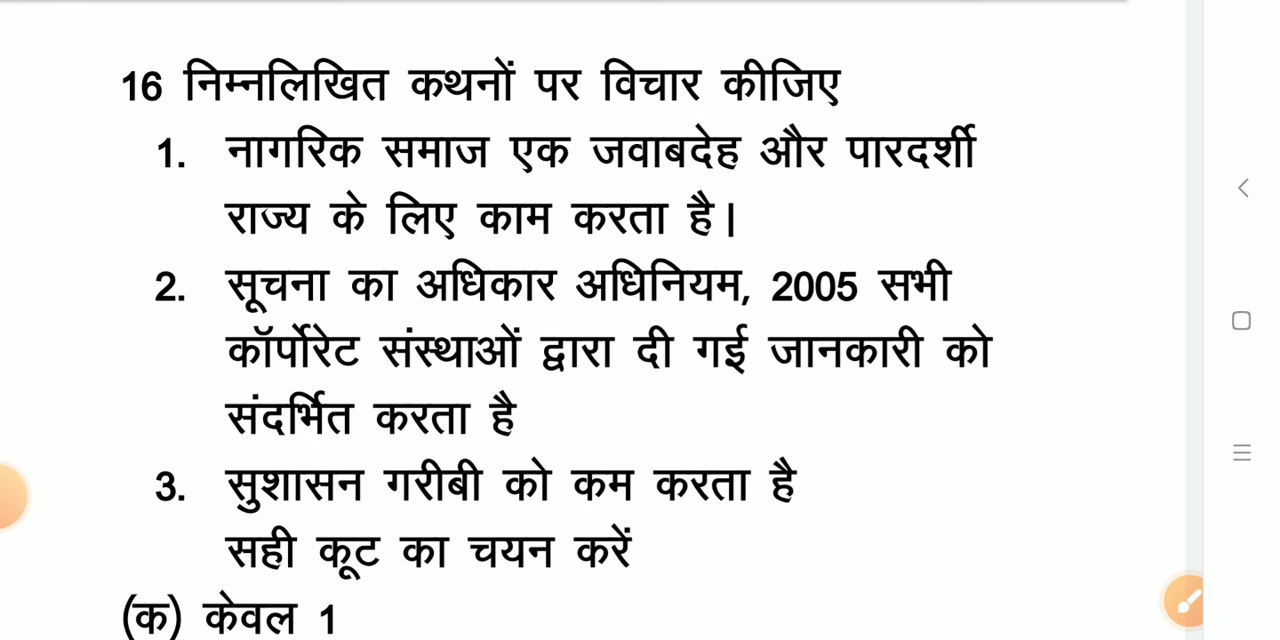 16 निम्नलिखित कथनों पर विचार कीजिए
1. नागरिक समाज एक जवाबदेह और पारदर्शी
राज्य के लिए काम करता है।
2. सूचना का अधिकार अधिनियम, 2005 सभी
कॉर्पोरेट संस्थाओं द्वारा दी गई जानकारी को
संदर्भित करता है
3. सुशासन गरीबी को कम करता है
सही कूट का चयन करें
(क) केवल 1